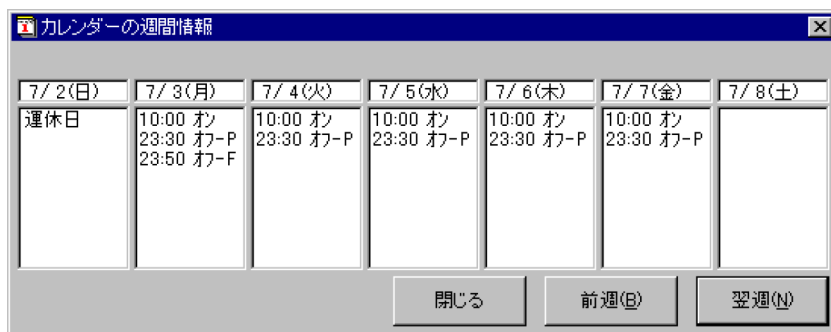 カレンダーの週間情報
7/ 2(日)
7/ 3(月)
7/ 4(火)
7/ 5(水)
7/ 6(木)
7/ 7(金)
7/ 8(土)
運休日
10:00 オン
23:30 オフ-P
23:50 オフ-F
10:00 オン
23:30 オフ-P
10:00 オン
23:30 オフ-P
10:00 オン
23:30 オフ-P
10:00 オン
23:30 オフ-P
閉じる
前週(B)
翌週(N)